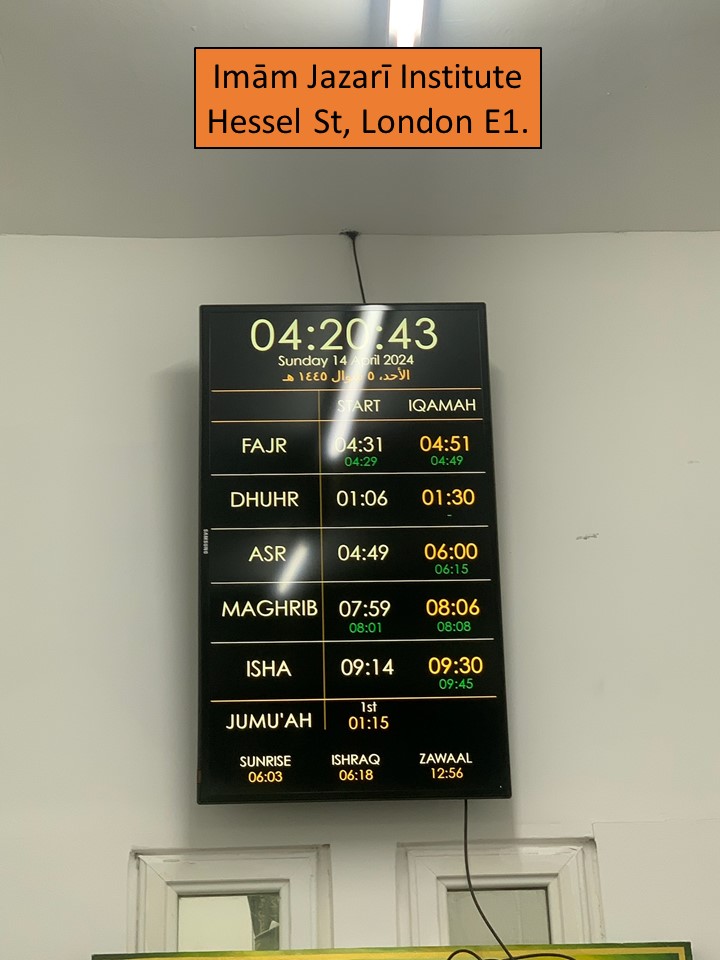 Imām Jazarī Institute
Hessel St, London E1.
04:20:43
Sunday 14 April 2024
الأحد، ٥ شوال ١٤٤٥ هـ
START IQAMAH
FAJR 04:31 04:51
04:29 04:49
DHUHR 01:06 01:30
-
ASR 04:49 06:00
06:15
MAGHRIB 07:59 08:06
08:01 08:08
ISHA 09:14 09:30
09:45
1st
JUMU'AH 01:15
SUNRISE ISHRAQ ZAWAAL
06:03 06:18 12:56
SAMSUNG